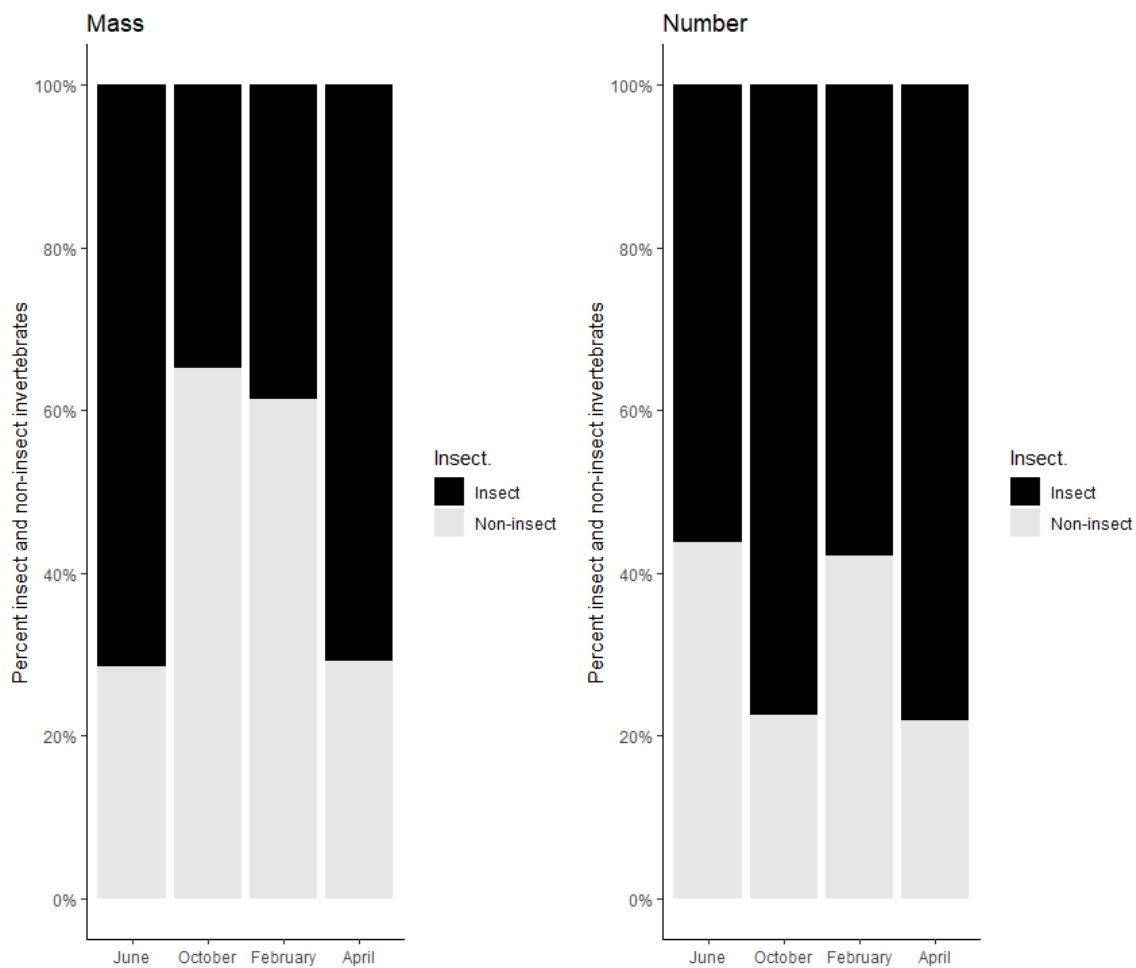 Mass
Percent insect and non-insect invertebrates
100%
80%
60%
40%
20%
0%
June October February April
Insect.
Insect
Non-insect
Number
Percent insect and non-insect invertebrates
100%
80%
60%
40%
20%
0%
June October February April
Insect.
Insect
Non-insect